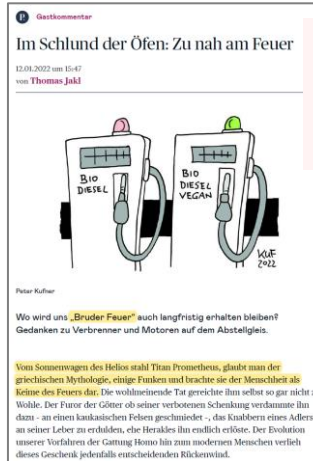 P Gastkommentar
Im Schlund der Öfen: Zu nah am Feuer
12.01.2022 um 15:47
von Thomas Jakl
BIO
DIESEL
BIO
DIESEL
VEGAN
KUF
2022
Peter Kufner
Wo wird uns „Bruder Feuer" auch langfristig erhalten bleiben?
Gedanken zu Verbrenner und Motoren auf dem Abstellgleis.
Vom Sonnenwagen des Helios stahl Titan Prometheus, glaubt man der
griechischen Mythologie, einige Funken und brachte sie der Menschheit als
Keime des Feuers dar. Die wohlmeinende Tat gereichte ihm selbst so gar nicht z
Wohle. Der Furor der Götter ob seiner verbotenen Schenkung verdammte ihn
dazu - an einen kaukasischen Felsen geschmiedet -, das Knabbern eines Adlers
an seiner Leber zu erdulden, ehe Herakles ihn endlich erlöste. Der Evolution
unserer Vorfahren der Gattung Homo hin zum modernen Menschen verlieh
dieses Geschenk jedenfalls entscheidenden Rückenwind.